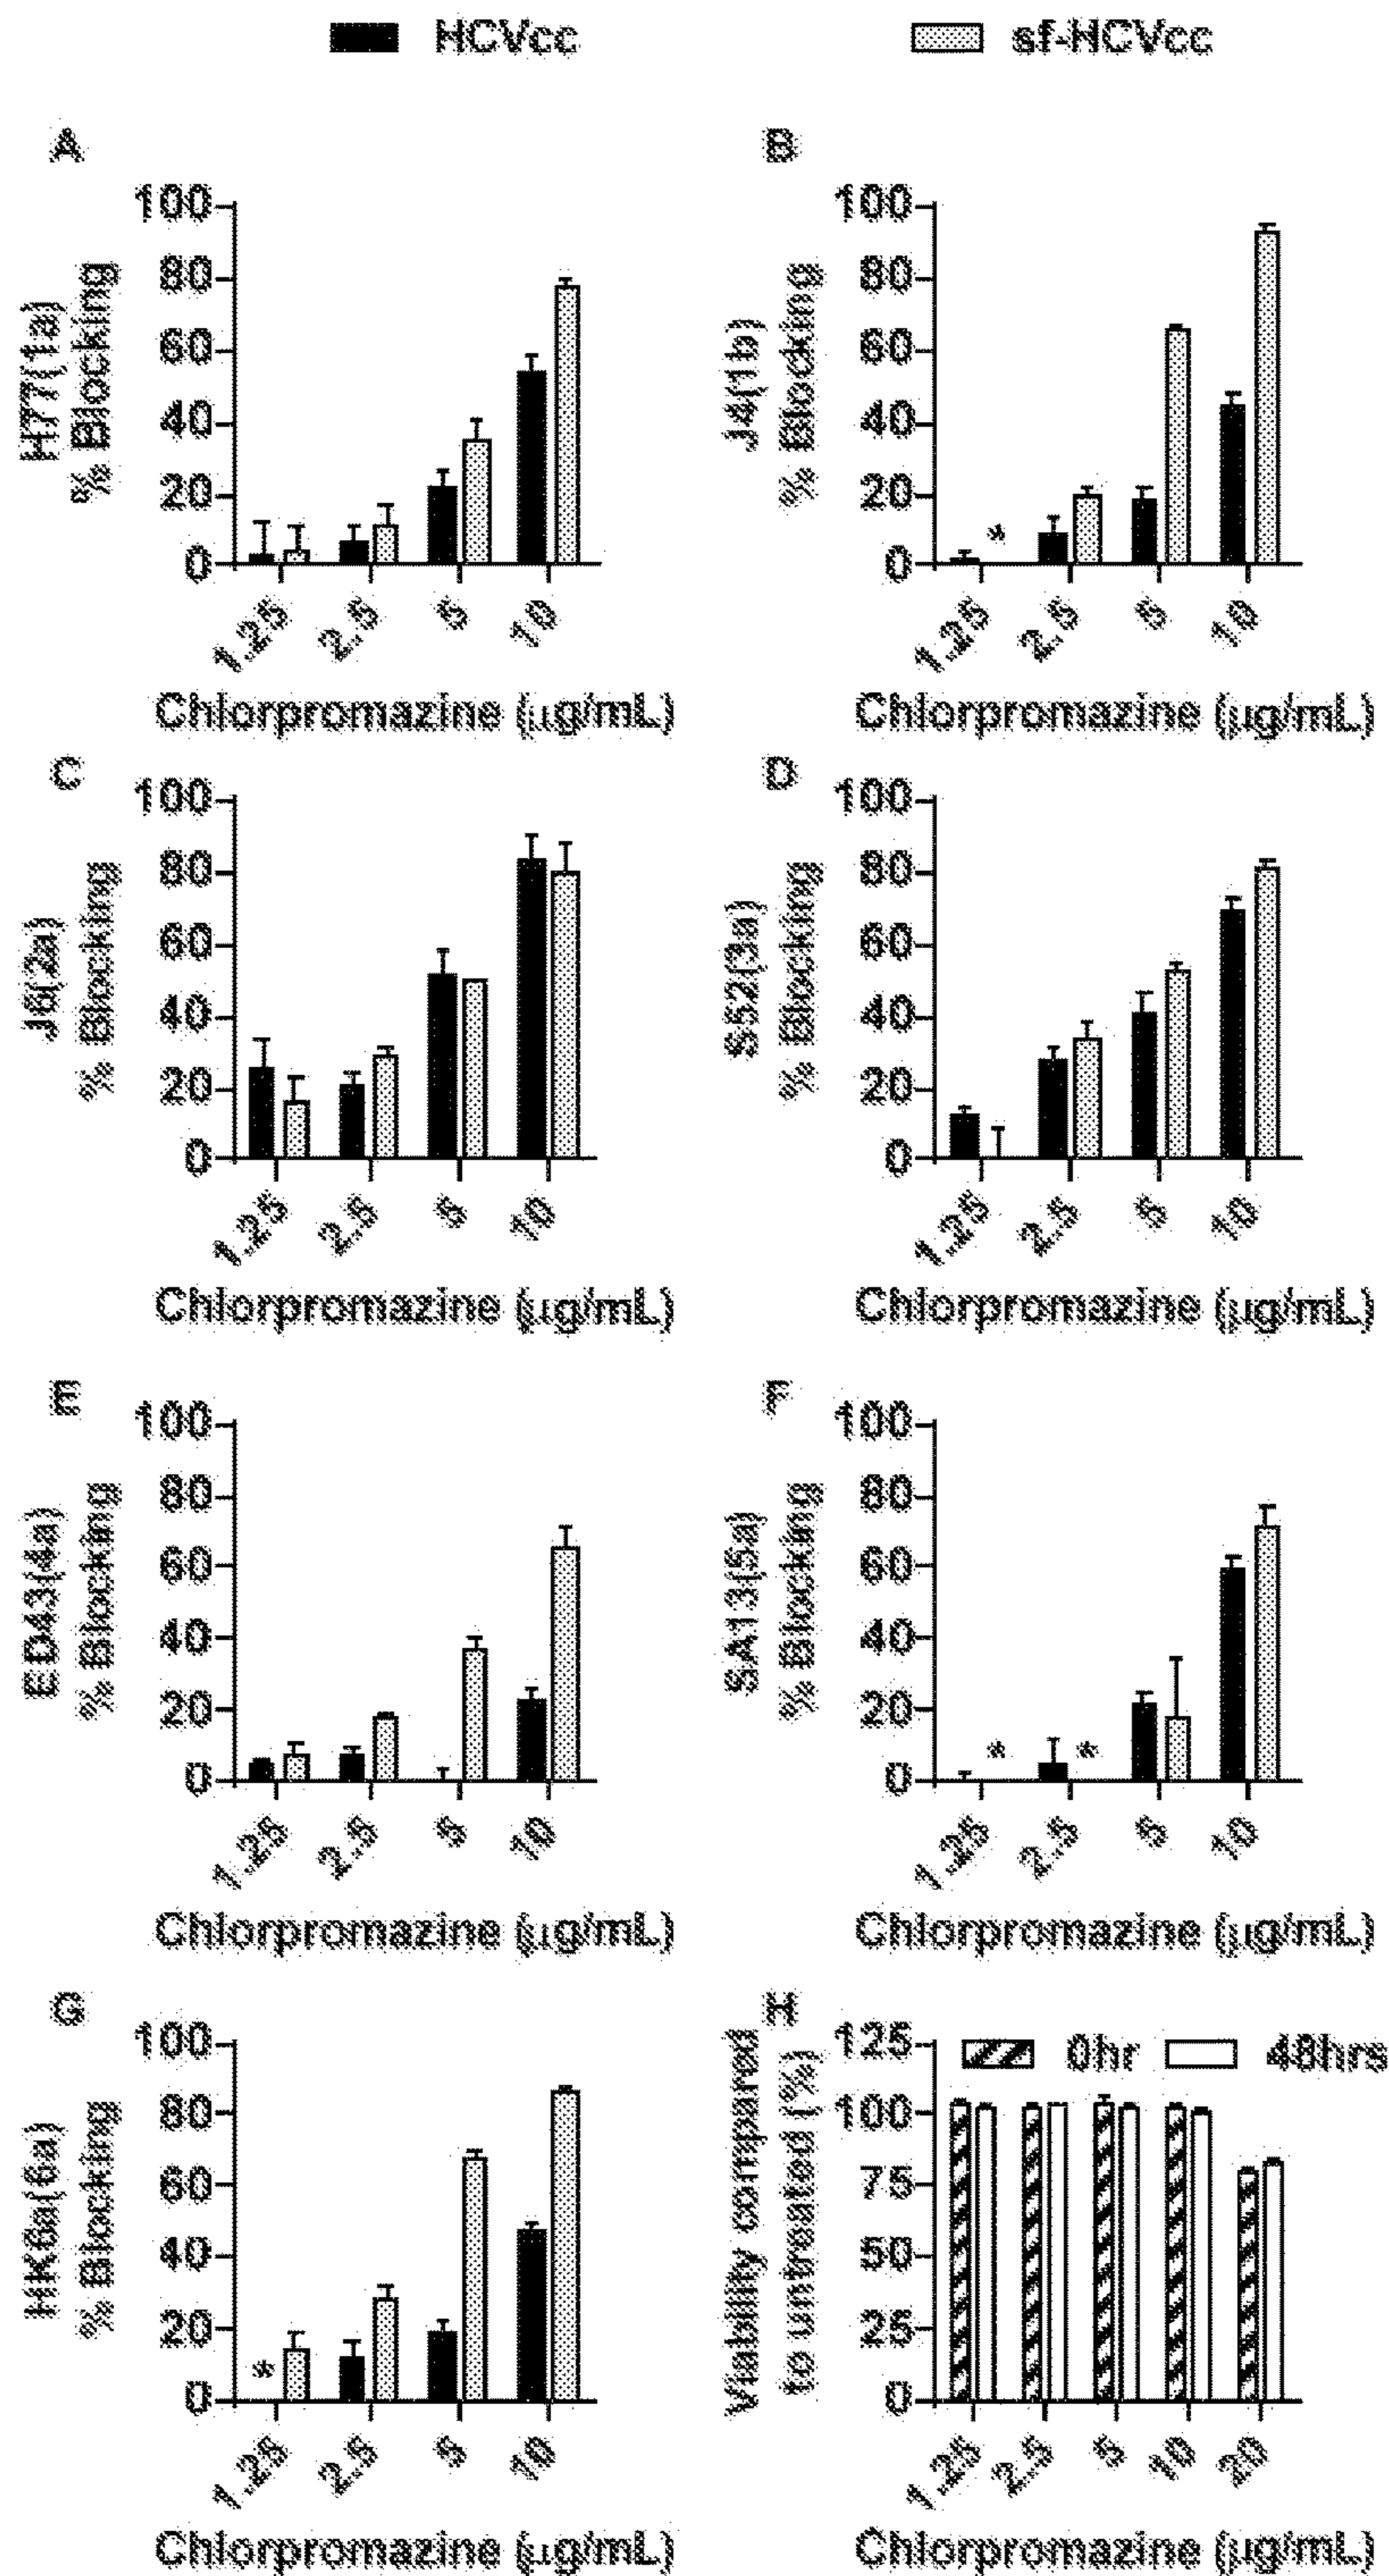 HCVcc sf-HCVcc
A B
H77(1a)
% Blocking
100
80
60
40
20
0
1.25 2.5 5 10
Chlorpromazine (µg/mL)
J4(1b)
% Blocking
100
80
60
40
20
0
*
1.25 2.5 5 10
Chlorpromazine (µg/mL)
C D
J6(2a)
% Blocking
100
80
60
40
20
0
1.25 2.5 5 10
Chlorpromazine (µg/mL)
S52(3a)
% Blocking
100
80
60
40
20
0
1.25 2.5 5 10
Chlorpromazine (µg/mL)
E F
ED43(4a)
% Blocking
100
80
60
40
20
0
1.25 2.5 5 10
Chlorpromazine (µg/mL)
SA13(5a)
% Blocking
100
80
60
40
20
0
* *
1.25 2.5 5 10
Chlorpromazine (µg/mL)
G H
HK6a(6a)
% Blocking
100
80
60
40
20
0
*
1.25 2.5 5 10
Chlorpromazine (µg/mL)
Viability compared
to untreated (%)
0hr 48hrs
125
100
75
50
25
0
1.25 2.5 5 10 20
Chlorpromazine (µg/mL)